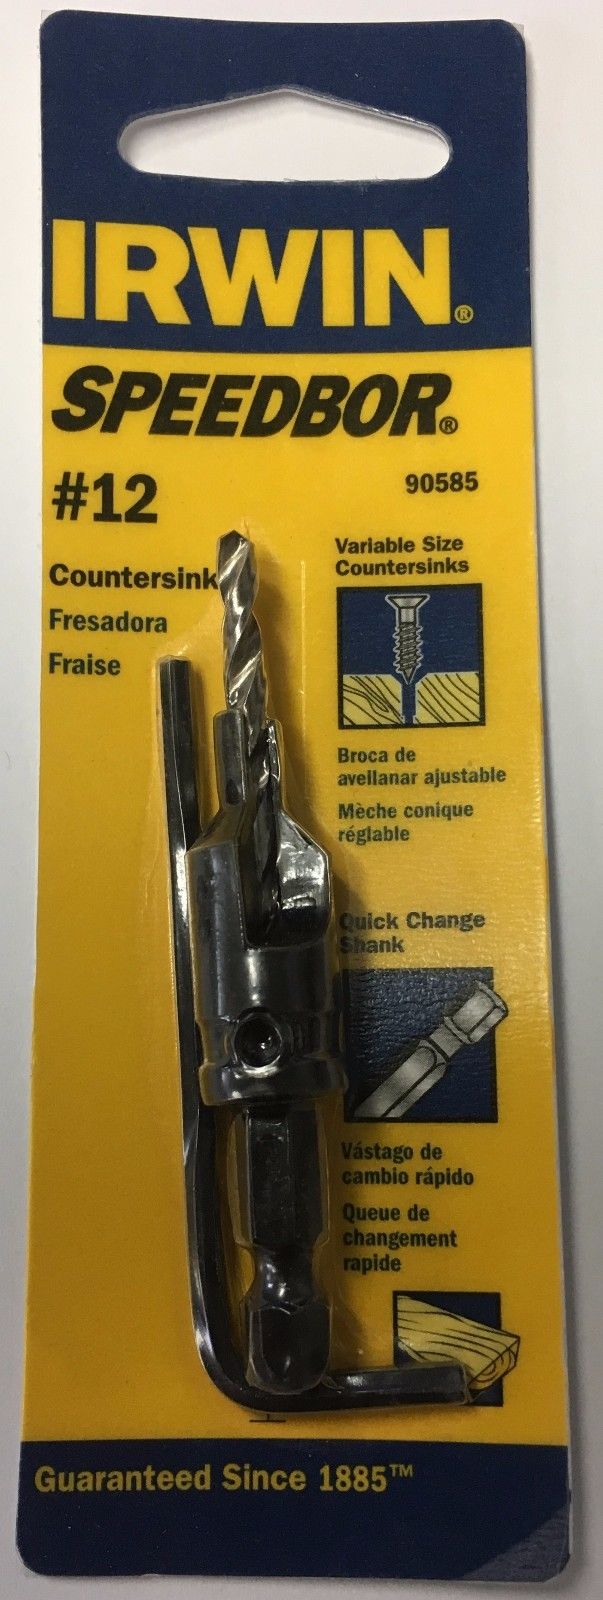 IRWIN®
SPEEDBOR®
#12
90585
Countersink
Fresadora
Fraise
Variable Size
Countersinks
Broca de
avellanar ajustable
Mèche conique
réglable
Quick Change
Shank
Vástago de
cambio rápido
Queue de
changement
rapide
Guaranteed Since 1885™